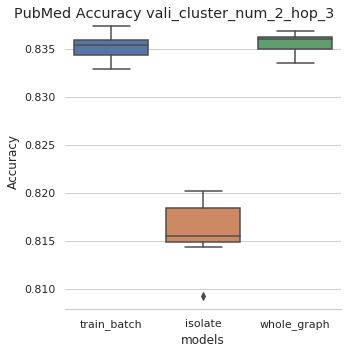 PubMed Accuracy vali_cluster_num_2_hop_3
0.835
0.830
0.825
0.820
0.815
0.810
Accuracy
train_batch isolate whole_graph
models